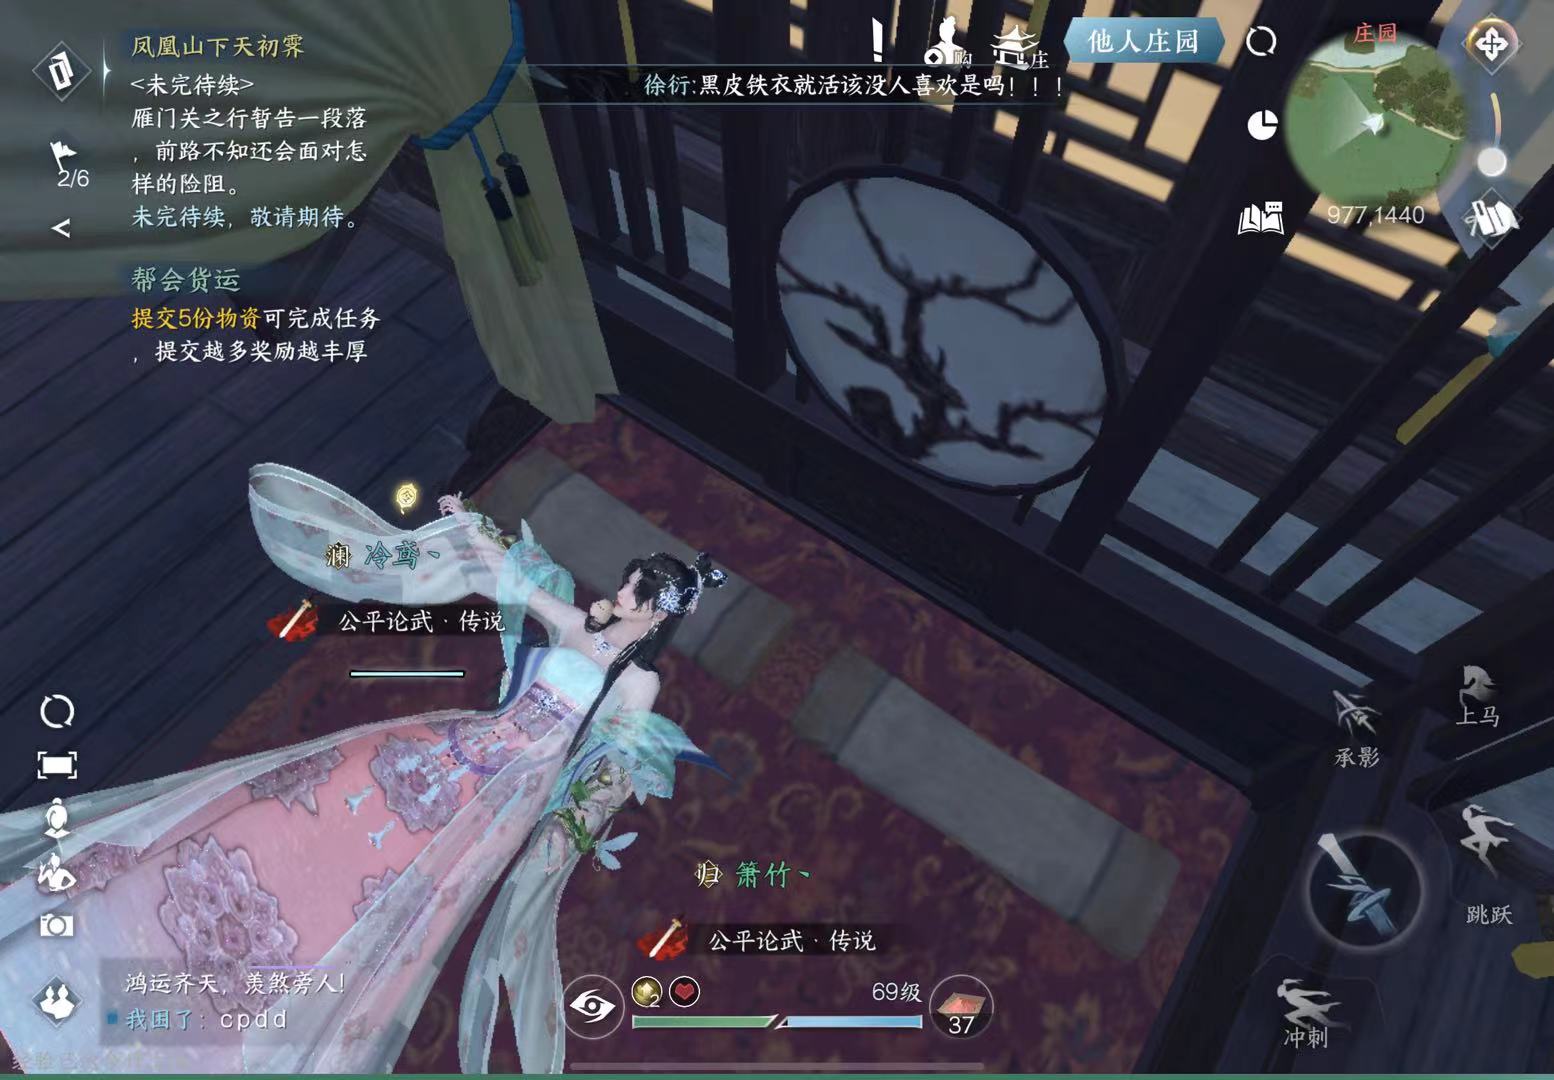 凤凰山下天初霁
<未完待续>
雁门关之行暂告一段落
，前路不知还会面对怎
样的险阻。
未完待续，敬请期待。
2/6
帮会货运
提交5份物资可完成任务
，提交越多奖励越丰厚
购
庄
他人庄园
徐衍:黑皮铁衣就活该没人喜欢是吗！！！
庄园
977,1440
澜 冷鸢丶
公平论武·传说
归 箫竹丶
公平论武·传说
上马
承影
跳跃
冲刺
鸿运齐天，羡煞旁人！
我困了：cpdd
2
69级
37